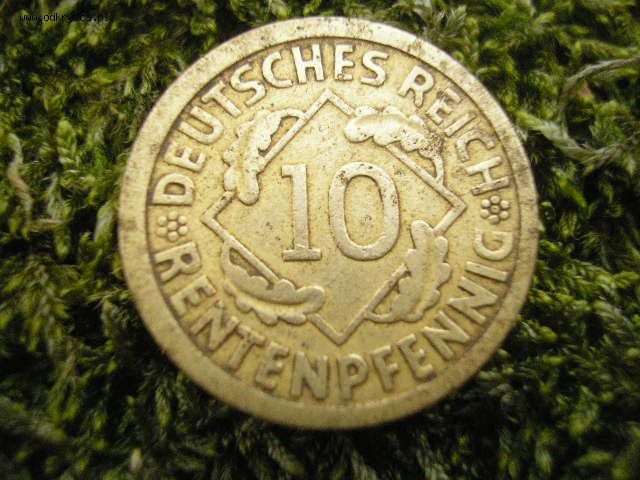 www.odkrywca.pl
DEUTSCHES REICH
10
RENTENPFENNIG